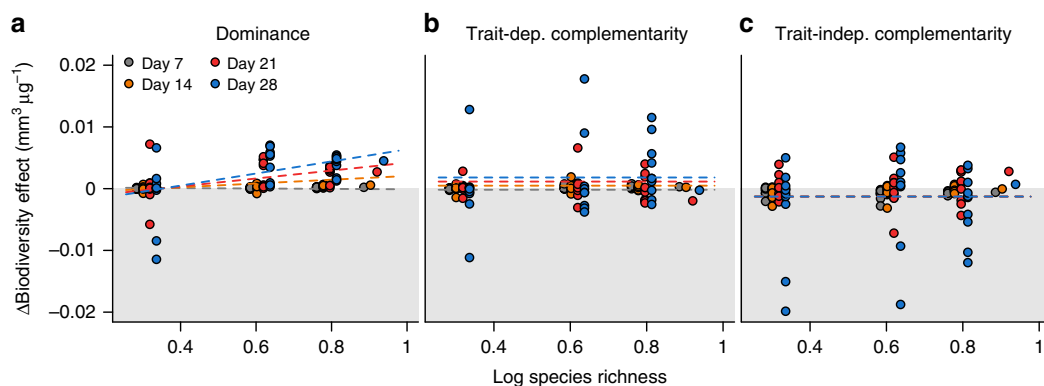 a Dominance
b Trait-dep. complementarity
c Trait-indep. complementarity
ΔBiodiversity effect (mm³ µg⁻¹)
Day 7 Day 21
Day 14 Day 28
0.02
0.01
0
−0.01
−0.02
0.4 0.6 0.8 1
0.4 0.6 0.8 1
0.4 0.6 0.8 1
Log species richness